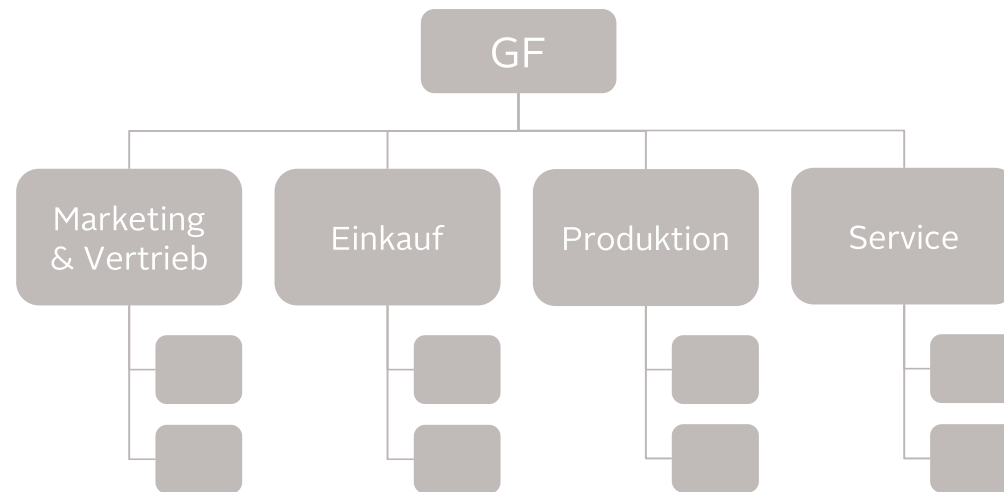 GF
Marketing
& Vertrieb
Einkauf
Produktion
Service